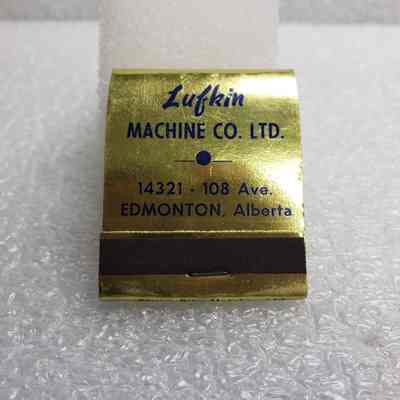 Lufkin
MACHINE CO. LTD.
14321 - 108 Ave.
EDMONTON, Alberta